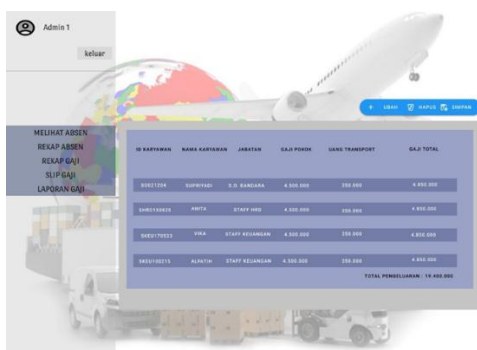 Admin 1
keluar
+ UBAH HAPUS SIMPAN
MELIHAT ABSEN
REKAP ABSEN
REKAP GAJI
SLIP GAJI
LAPORAN GAJI
ID KARYAWAN NAMA KARYAWAN JABATAN GAJI POKOK UANG TRANSPORT GAJI TOTAL
SUPRIYADI S.O. BANDARA 4.500.000 350.000 4.850.000
ANITA STAFF HRD 4.500.000 350.000 4.850.000
VIKA STAFF KEUANGAN 4.500.000 350.000 4.850.000
ALFATIH STAFF KEUANGAN 4.500.000 350.000 4.850.000
TOTAL PENGELUARAN : 19.400.000